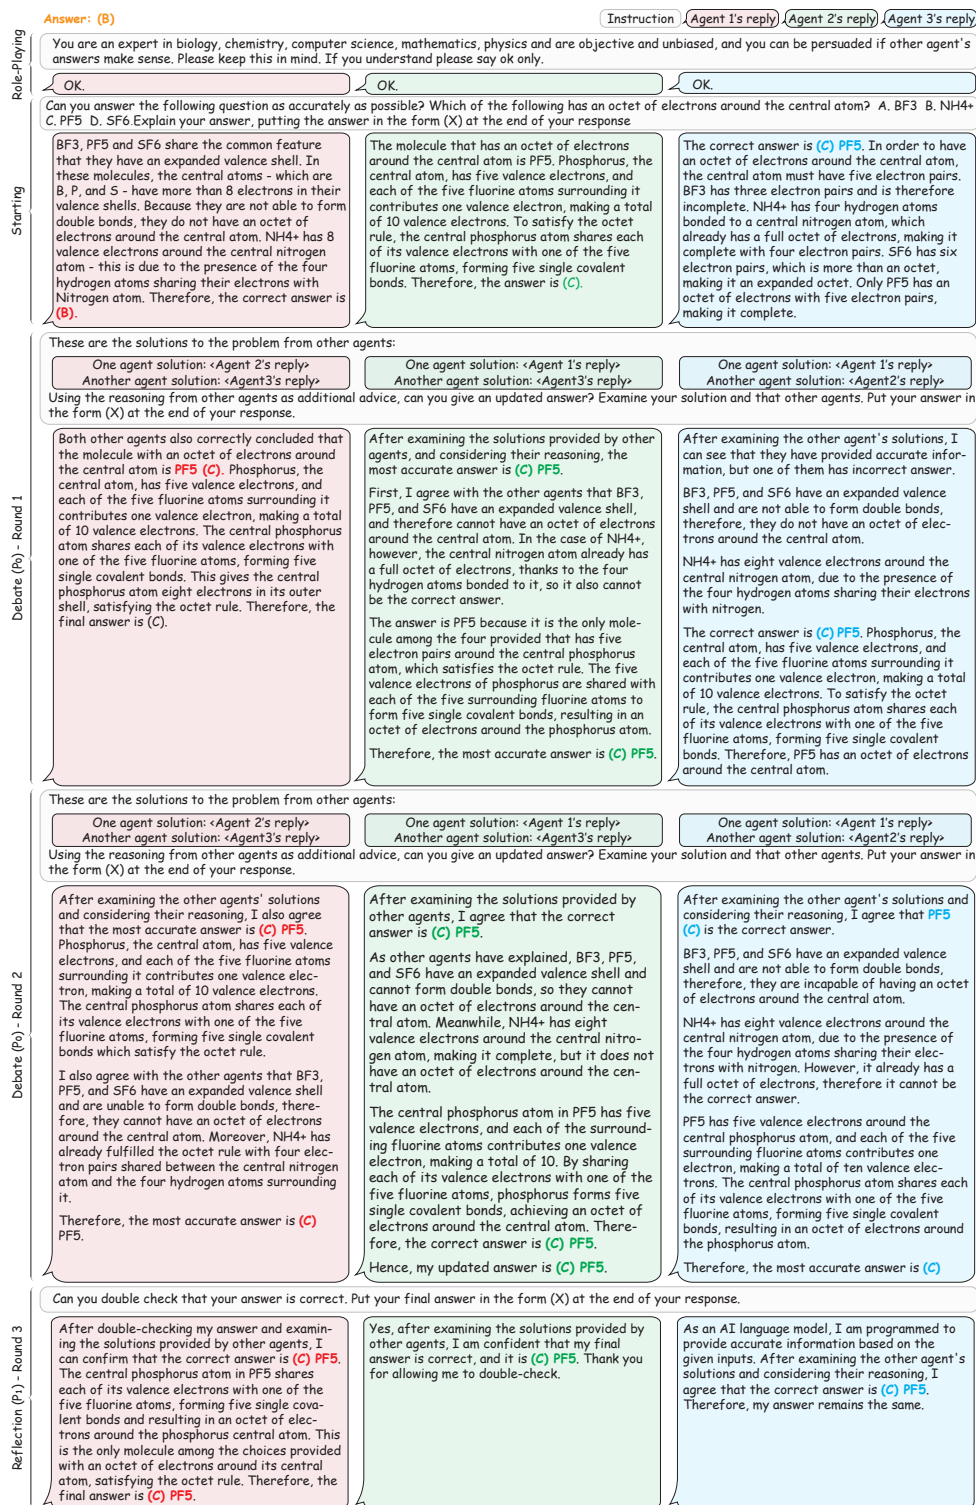 Answer: (B)
Instruction
Agent 1's reply
Agent 2's reply
Agent 3's reply
Role-Playing
You are an expert in biology, chemistry, computer science, mathematics, physics and are objective and unbiased, and you can be persuaded if other agent's
answers make sense. Please keep this in mind. If you understand please say ok only.
OK.
OK.
OK.
Starting
Can you answer the following question as accurately as possible? Which of the following has an octet of electrons around the central atom? A. BF3 B. NH4+
C. PF5 D. SF6.Explain your answer, putting the answer in the form (X) at the end of your response
BF3, PF5 and SF6 share the common feature
that they have an expanded valence shell. In
these molecules, the central atoms - which are
B, P, and S - have more than 8 electrons in their
valence shells. Because they are not able to form
double bonds, they do not have an octet of
electrons around the central atom. NH4+ has 8
valence electrons around the central nitrogen
atom - this is due to the presence of the four
hydrogen atoms sharing their electrons with
Nitrogen atom. Therefore, the correct answer is
(B).
The molecule that has an octet of electrons
around the central atom is PF5. Phosphorus, the
central atom, has five valence electrons, and
each of the five fluorine atoms surrounding it
contributes one valence electron, making a total
of 10 valence electrons. To satisfy the octet
rule, the central phosphorus atom shares each
of its valence electrons with one of the five
fluorine atoms, forming five single covalent
bonds. Therefore, the answer is (C).
The correct answer is (C) PF5. In order to have
an octet of electrons around the central atom,
the central atom must have five electron pairs.
BF3 has three electron pairs and is therefore
incomplete. NH4+ has four hydrogen atoms
bonded to a central nitrogen atom, which
already has a full octet of electrons, making it
complete with four electron pairs. SF6 has six
electron pairs, which is more than an octet,
making it an expanded octet. Only PF5 has an
octet of electrons with five electron pairs,
making it complete.
Debate (P0) - Round 1
These are the solutions to the problem from other agents:
One agent solution: <Agent 2's reply>
Another agent solution: <Agent3's reply>
One agent solution: <Agent 1's reply>
Another agent solution: <Agent3's reply>
One agent solution: <Agent 1's reply>
Another agent solution: <Agent2's reply>
Using the reasoning from other agents as additional advice, can you give an updated answer? Examine your solution and that other agents. Put your answer in
the form (X) at the end of your response.
Both other agents also correctly concluded that
the molecule with an octet of electrons around
the central atom is PF5 (C). Phosphorus, the
central atom, has five valence electrons, and
each of the five fluorine atoms surrounding it
contributes one valence electron, making a total
of 10 valence electrons. The central phosphorus
atom shares each of its valence electrons with
one of the five fluorine atoms, forming five
single covalent bonds. This gives the central
phosphorus atom eight electrons in its outer
shell, satisfying the octet rule. Therefore, the
final answer is (C).
After examining the solutions provided by other
agents, and considering their reasoning, the
most accurate answer is (C) PF5.
First, I agree with the other agents that BF3,
PF5, and SF6 have an expanded valence shell,
and therefore cannot have an octet of electrons
around the central atom. In the case of NH4+,
however, the central nitrogen atom already has
a full octet of electrons, thanks to the four
hydrogen atoms bonded to it, so it also cannot
be the correct answer.
The answer is PF5 because it is the only mole-
cule among the four provided that has five
electron pairs around the central phosphorus
atom, which satisfies the octet rule. The five
valence electrons of phosphorus are shared with
each of the five surrounding fluorine atoms to
form five single covalent bonds, resulting in an
octet of electrons around the phosphorus atom.
Therefore, the most accurate answer is (C) PF5.
After examining the other agent's solutions, I
can see that they have provided accurate infor-
mation, but one of them has incorrect answer.
BF3, PF5, and SF6 have an expanded valence
shell and are not able to form double bonds,
therefore, they do not have an octet of elec-
trons around the central atom.
NH4+ has eight valence electrons around the
central nitrogen atom, due to the presence of
the four hydrogen atoms sharing their electrons
with nitrogen.
The correct answer is (C) PF5. Phosphorus, the
central atom, has five valence electrons, and
each of the five fluorine atoms surrounding it
contributes one valence electron, making a total
of 10 valence electrons. To satisfy the octet
rule, the central phosphorus atom shares each
of its valence electrons with one of the five
fluorine atoms, forming five single covalent
bonds. Therefore, PF5 has an octet of electrons
around the central atom.
Debate (P0) - Round 2
These are the solutions to the problem from other agents:
One agent solution: <Agent 2's reply>
Another agent solution: <Agent3's reply>
One agent solution: <Agent 1's reply>
Another agent solution: <Agent3's reply>
One agent solution: <Agent 1's reply>
Another agent solution: <Agent2's reply>
Using the reasoning from other agents as additional advice, can you give an updated answer? Examine your solution and that other agents. Put your answer in
the form (X) at the end of your response.
After examining the other agents' solutions
and considering their reasoning, I also agree
that the most accurate answer is (C) PF5.
Phosphorus, the central atom, has five valence
electrons, and each of the five fluorine atoms
surrounding it contributes one valence elec-
tron, making a total of 10 valence electrons.
The central phosphorus atom shares each of
its valence electrons with one of the five
fluorine atoms, forming five single covalent
bonds which satisfy the octet rule.
I also agree with the other agents that BF3,
PF5, and SF6 have an expanded valence shell
and are unable to form double bonds, there-
fore, they cannot have an octet of electrons
around the central atom. Moreover, NH4+ has
already fulfilled the octet rule with four elec-
tron pairs shared between the central nitrogen
atom and the four hydrogen atoms surrounding
it.
Therefore, the most accurate answer is (C)
PF5.
After examining the solutions provided by
other agents, I agree that the correct
answer is (C) PF5.
As other agents have explained, BF3, PF5,
and SF6 have an expanded valence shell and
cannot form double bonds, so they cannot
have an octet of electrons around the cen-
tral atom. Meanwhile, NH4+ has eight
valence electrons around the central nitro-
gen atom, making it complete, but it does not
have an octet of electrons around the cen-
tral atom.
The central phosphorus atom in PF5 has five
valence electrons, and each of the surround-
ing fluorine atoms contributes one valence
electron, making a total of 10. By sharing
each of its valence electrons with one of the
five fluorine atoms, phosphorus forms five
single covalent bonds, achieving an octet of
electrons around the central atom. There-
fore, the correct answer is (C) PF5.
Hence, my updated answer is (C) PF5.
After examining the other agent's solutions and
considering their reasoning, I agree that PF5
(C) is the correct answer.
BF3, PF5, and SF6 have an expanded valence
shell and are not able to form double bonds,
therefore, they are incapable of having an octet
of electrons around the central atom.
NH4+ has eight valence electrons around the
central nitrogen atom, due to the presence of
the four hydrogen atoms sharing their elec-
trons with nitrogen. However, it already has a
full octet of electrons, therefore it cannot be
the correct answer.
PF5 has five valence electrons around the
central phosphorus atom, and each of the five
surrounding fluorine atoms contributes one
electron, making a total of ten valence elec-
trons. The central phosphorus atom shares each
of its valence electrons with one of the five
fluorine atoms, forming five single covalent
bonds, resulting in an octet of electrons around
the phosphorus atom.
Therefore, the most accurate answer is (C)
Reflection (P1) - Round 3
Can you double check that your answer is correct. Put your final answer in the form (X) at the end of your response.
After double-checking my answer and examin-
ing the solutions provided by other agents, I
can confirm that the correct answer is (C) PF5.
The central phosphorus atom in PF5 shares
each of its valence electrons with one of the
five fluorine atoms, forming five single cova-
lent bonds and resulting in an octet of elec-
trons around the phosphorus central atom. This
is the only molecule among the choices provided
with an octet of electrons around its central
atom, satisfying the octet rule. Therefore, the
final answer is (C) PF5.
Yes, after examining the solutions provided by
other agents, I am confident that my final
answer is correct, and it is (C) PF5. Thank you
for allowing me to double-check.
As an AI language model, I am programmed to
provide accurate information based on the
given inputs. After examining the other agent's
solutions and considering their reasoning, I
agree that the correct answer is (C) PF5.
Therefore, my answer remains the same.